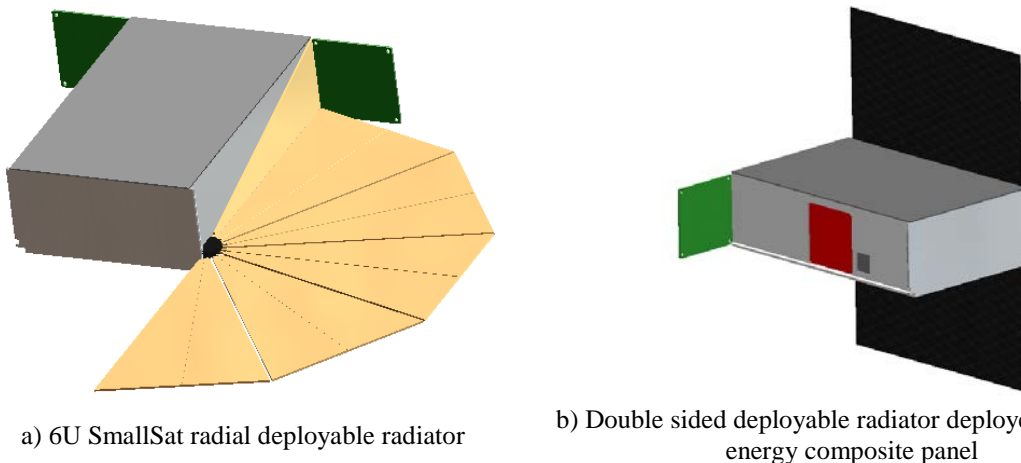 a) 6U SmallSat radial deployable radiator
b) Double sided deployable radiator
energy composite panel